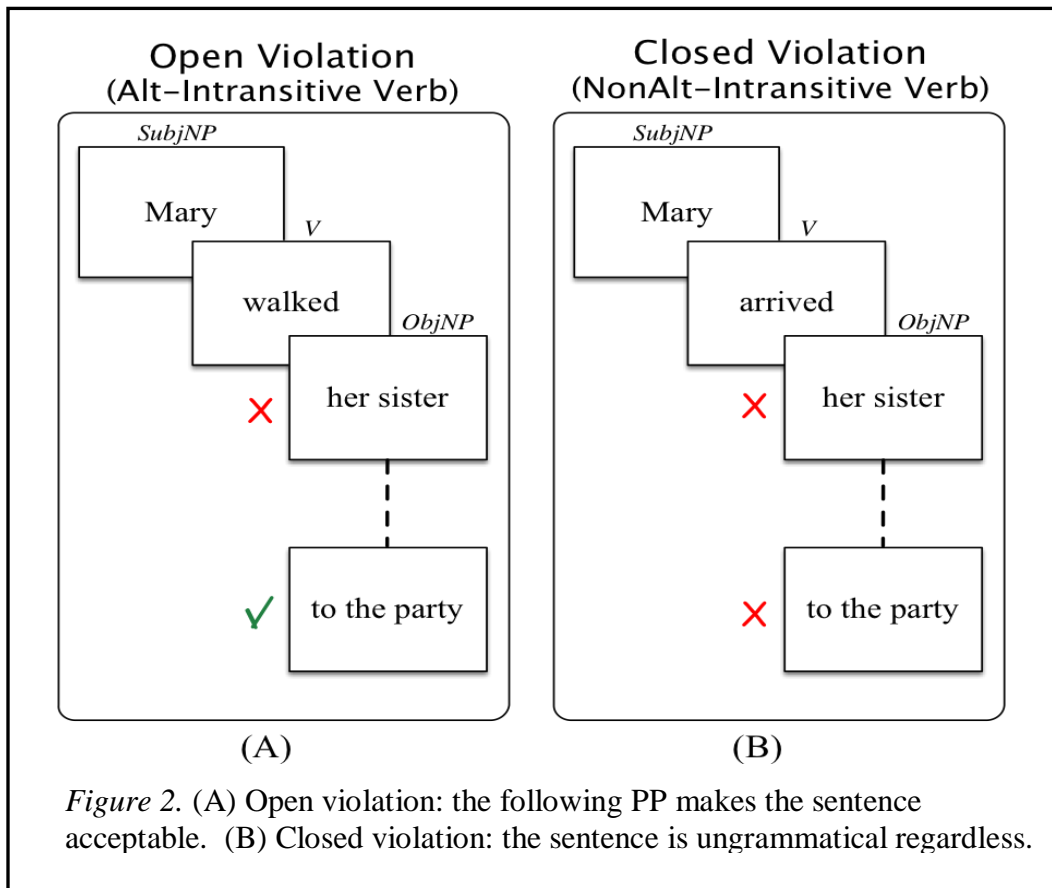 Open Violation
(Alt-Intransitive Verb)
SubjNP
Mary
V
walked
ObjNP
her sister
to the party
(A)
Closed Violation
(NonAlt-Intransitive Verb)
SubjNP
Mary
V
arrived
ObjNP
her sister
to the party
(B)
Figure 2. (A) Open violation: the following PP makes the sentence
acceptable. (B) Closed violation: the sentence is ungrammatical regardless.